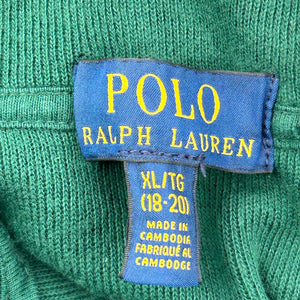 POLO
RALPH LAUREN
XL/TG
(18-20)
MADE IN
CAMBODIA
FABRIQUÉ AU
CAMBODGE